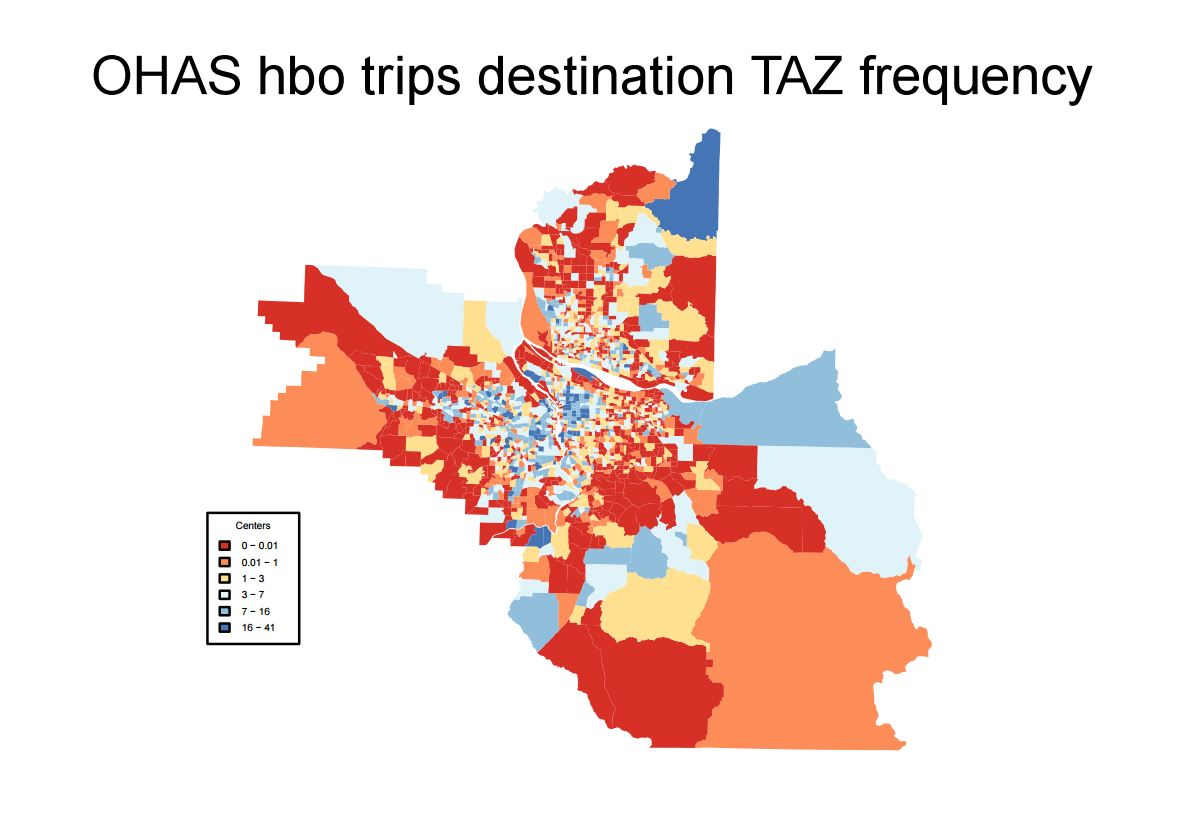 OHAS hbo trips destination TAZ frequency
Centers
0 − 0.01
0.01 − 1
1 − 3
3 − 7
7 − 16
16 − 41